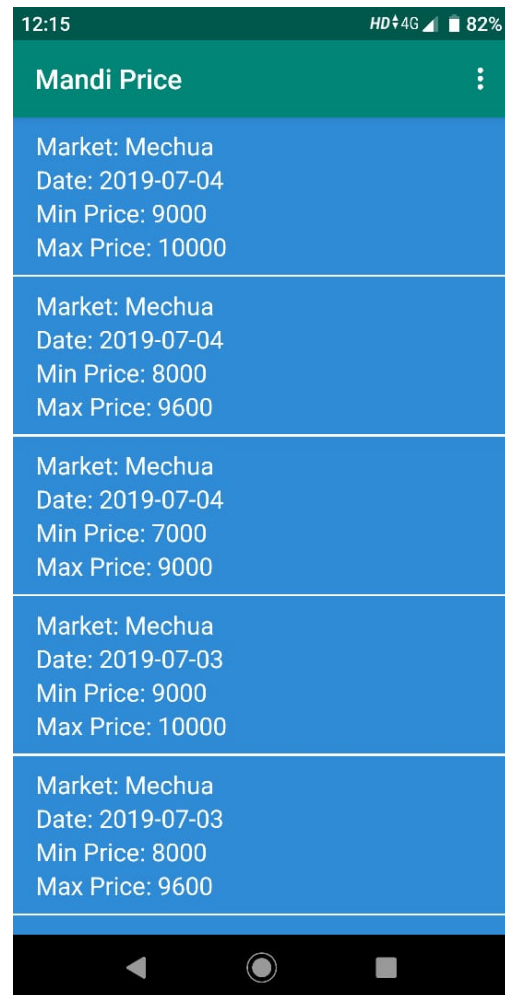 12:15 HD 4G 82%
Mandi Price
Market: Mechua
Date: 2019-07-04
Min Price: 9000
Max Price: 10000
Market: Mechua
Date: 2019-07-04
Min Price: 8000
Max Price: 9600
Market: Mechua
Date: 2019-07-04
Min Price: 7000
Max Price: 9000
Market: Mechua
Date: 2019-07-03
Min Price: 9000
Max Price: 10000
Market: Mechua
Date: 2019-07-03
Min Price: 8000
Max Price: 9600